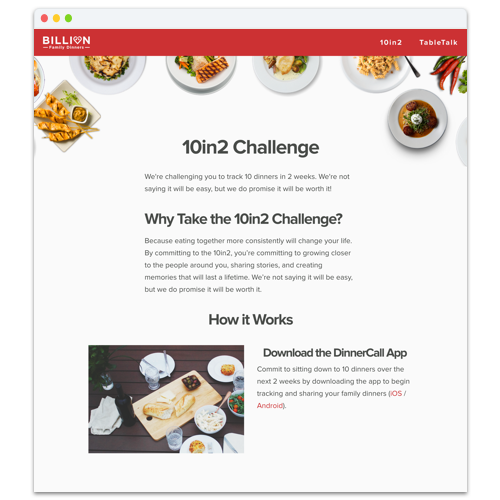 BILLION
Family Dinners
10in2
TableTalk
10in2 Challenge
We're challenging you to track 10 dinners in 2 weeks. We're not
saying it will be easy, but we do promise it will be worth it!
Why Take the 10in2 Challenge?
Because eating together more consistently will change your life.
By committing to the 10in2, you're committing to growing closer
to the people around you, sharing stories, and creating
memories that will last a lifetime. We're not saying it will be easy,
but we do promise it will be worth it.
How it Works
Download the DinnerCall App
Commit to sitting down to 10 dinners over the
next 2 weeks by downloading the app to begin
tracking and sharing your family dinners (iOS /
Android).